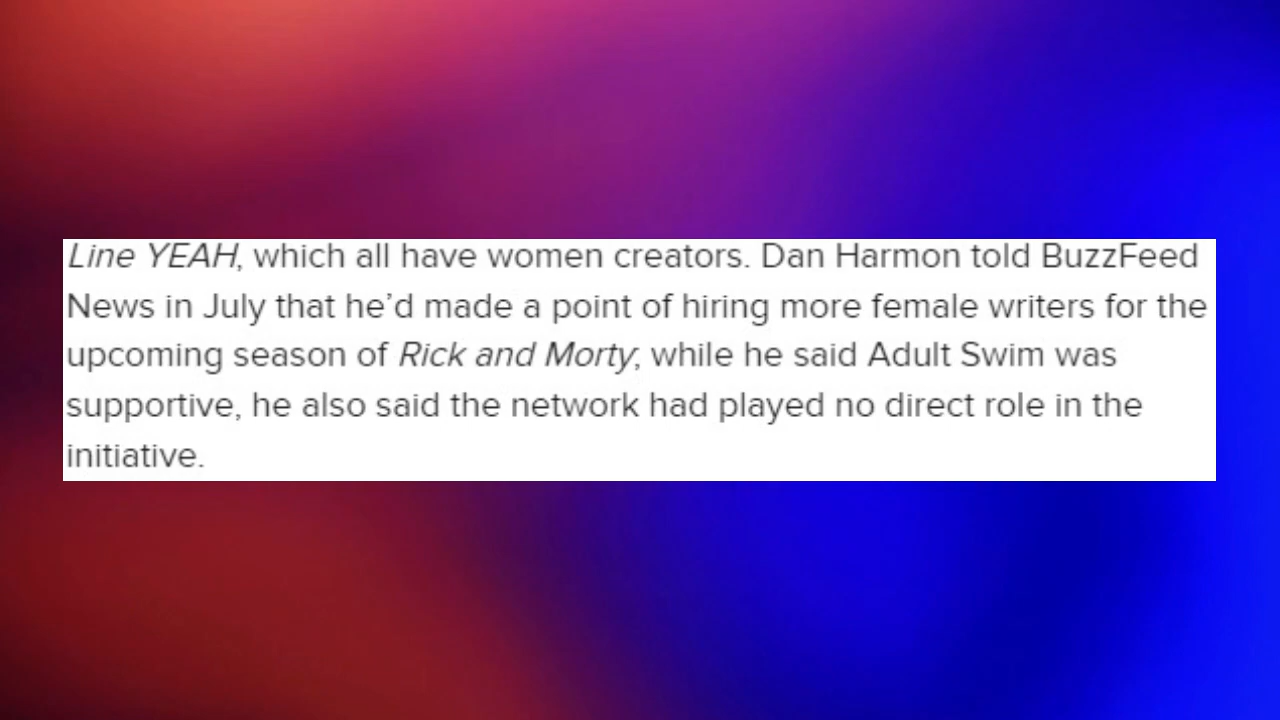 Line YEAH, which all have women creators. Dan Harmon told BuzzFeed
News in July that he’d made a point of hiring more female writers for the
upcoming season of Rick and Morty; while he said Adult Swim was
supportive, he also said the network had played no direct role in the
initiative.